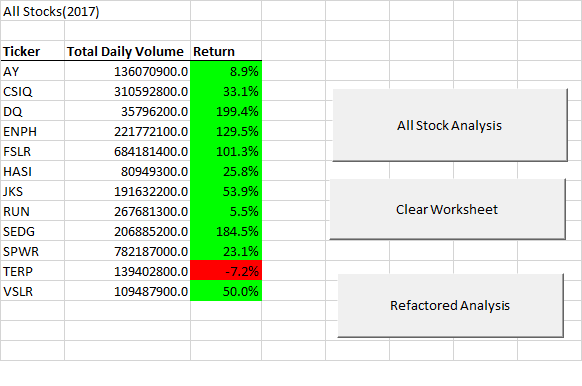 All Stocks(2017)
Ticker Total Daily Volume Return
AY 136070900.0 8.9%
CSIQ 310592800.0 33.1%
DQ 35796200.0 199.4%
ENPH 221772100.0 129.5%
FSLR 684181400.0 101.3%
HASI 80949300.0 25.8%
JKS 191632200.0 53.9%
RUN 267681300.0 5.5%
SEDG 206885200.0 184.5%
SPWR 782187000.0 23.1%
TERP 139402800.0 -7.2%
VSLR 109487900.0 50.0%
All Stock Analysis
Clear Worksheet
Refactored Analysis